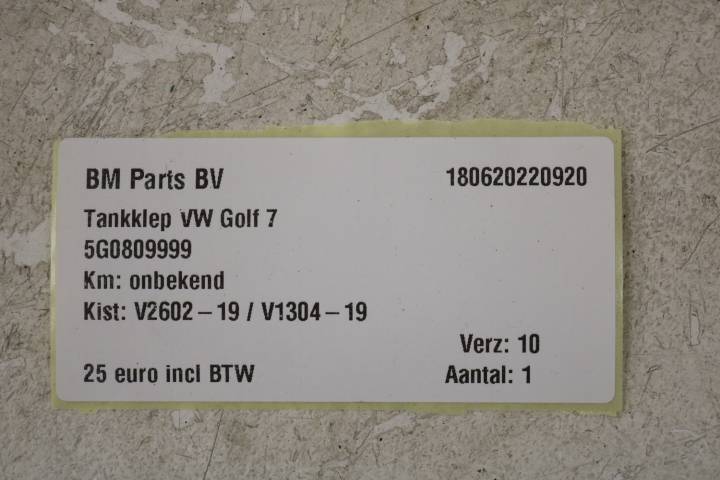 BM Parts BV 180620220920
Tankklep VW Golf 7
5G0809999
Km: onbekend
Kist: V2602-19 / V1304-19
Verz: 10
25 euro incl BTW Aantal: 1